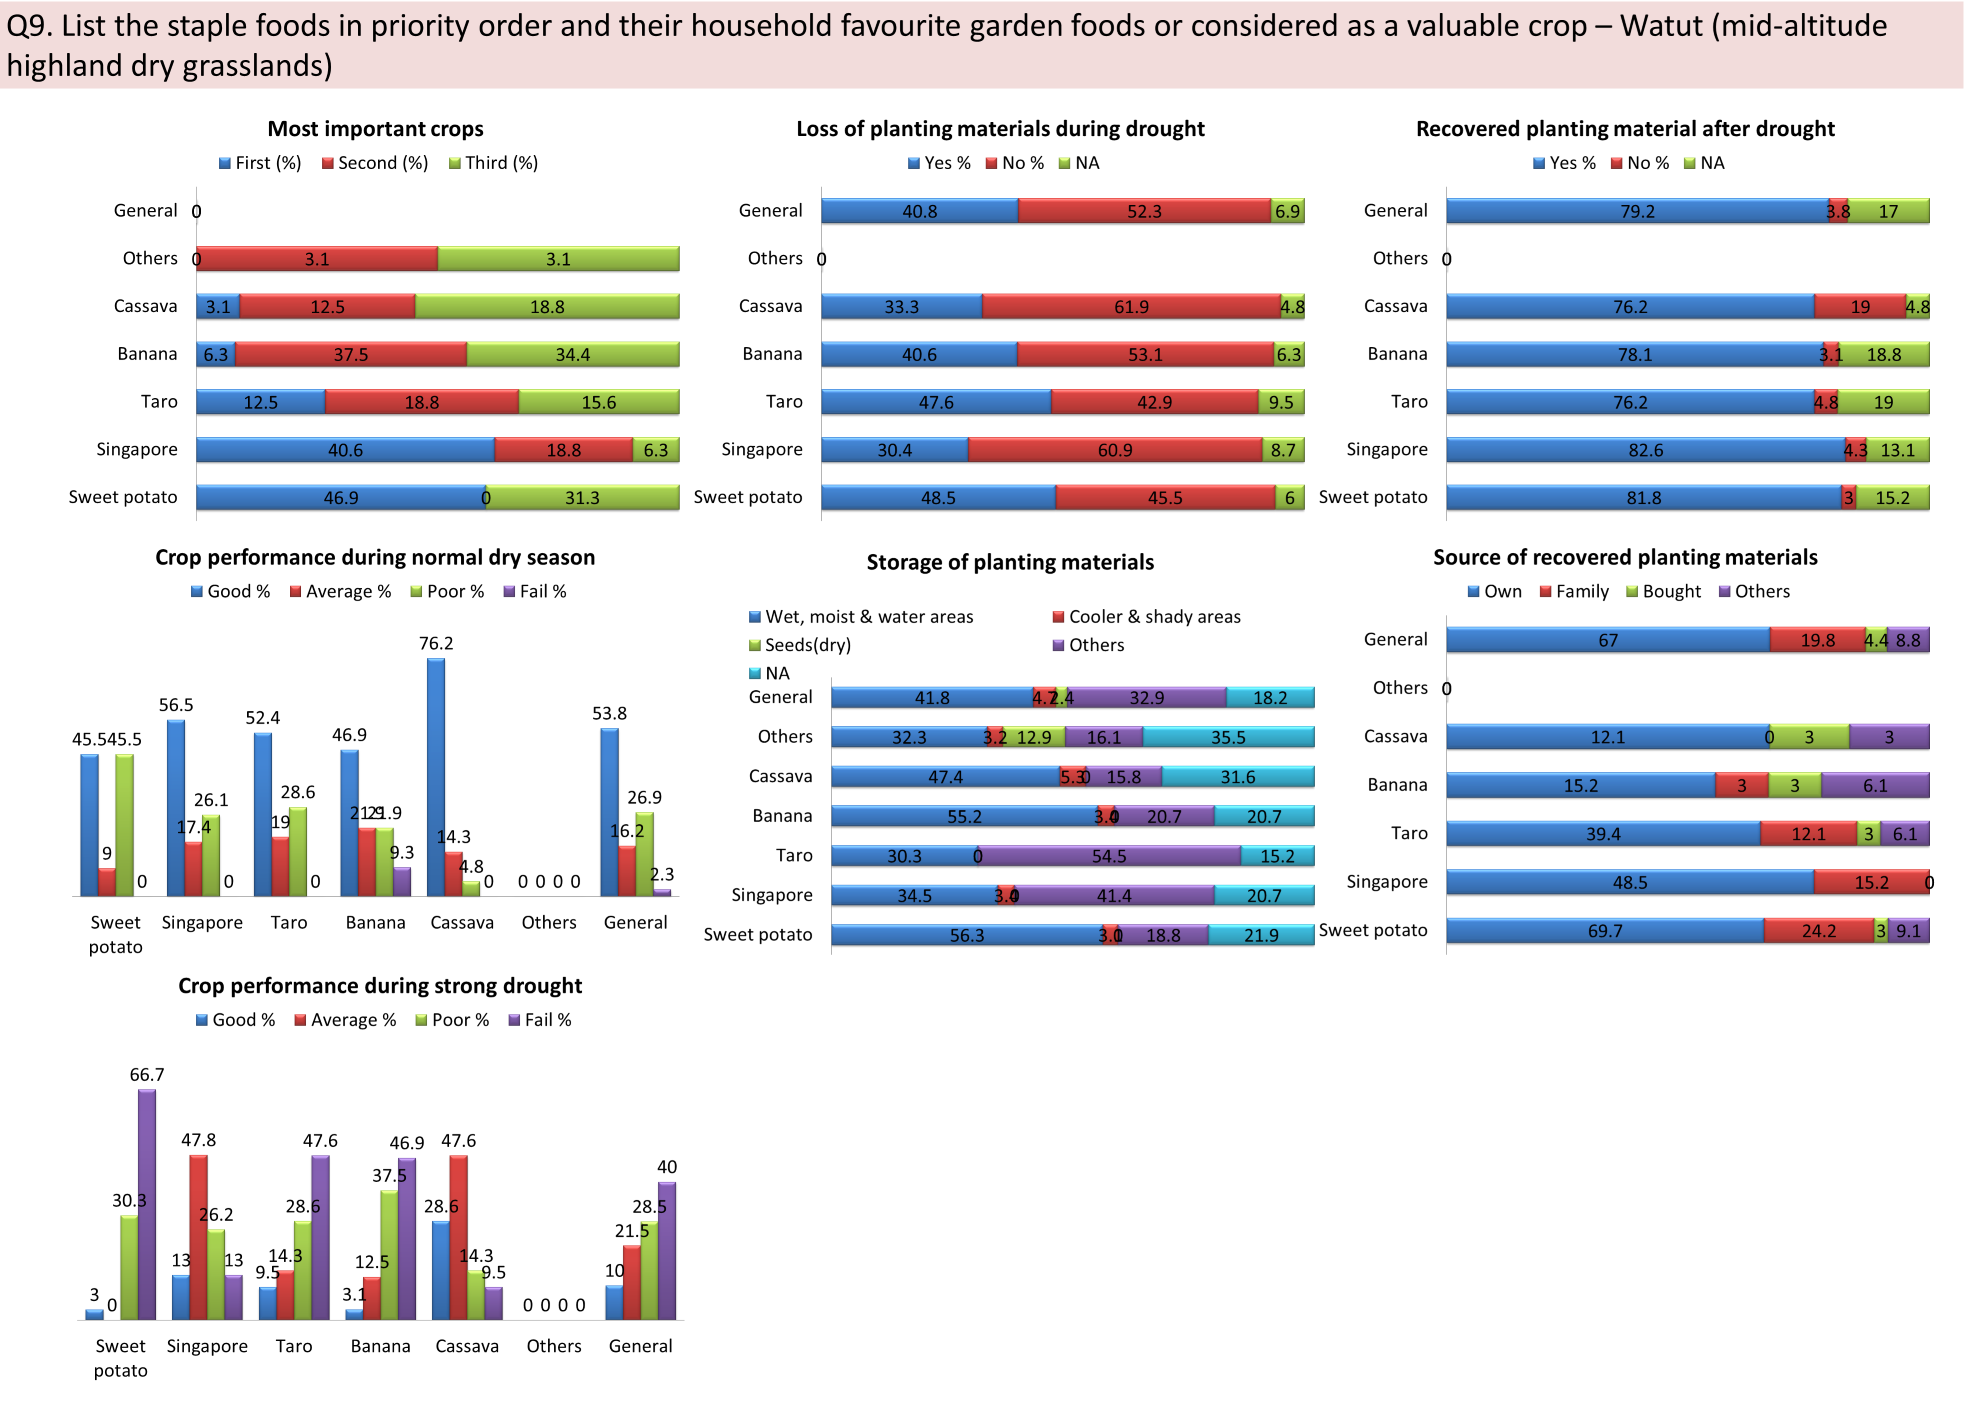 Q9. List the staple foods in priority order and their household favourite garden foods or considered as a valuable crop – Watut (mid-altitude
highland dry grasslands)
Most important crops
First (%) Second (%) Third (%)
General 0
Others 0 3.1 3.1
Cassava 3.1 12.5 18.8
Banana 6.3 37.5 34.4
Taro 12.5 18.8 15.6
Singapore 40.6 18.8 6.3
Sweet potato 46.9 0 31.3
Loss of planting materials during drought
Yes % No % NA
General 40.8 52.3 6.9
Others 0
Cassava 33.3 61.9 4.8
Banana 40.6 53.1 6.3
Taro 47.6 42.9 9.5
Singapore 30.4 60.9 8.7
Sweet potato 48.5 45.5 6
Recovered planting material after drought
Yes % No % NA
General 79.2 3.8 17
Others 0
Cassava 76.2 19 4.8
Banana 78.1 3.1 18.8
Taro 76.2 4.8 19
Singapore 82.6 4.3 13.1
Sweet potato 81.8 3 15.2
Crop performance during normal dry season
Good % Average % Poor % Fail %
45.5 9 45.5 0
56.5 17.4 26.1 0
52.4 19 28.6 0
46.9 21.9 21.9 9.3
76.2 14.3 4.8 0
0 0 0 0
53.8 16.2 26.9 2.3
Sweet Singapore Taro Banana Cassava Others General
potato
Storage of planting materials
Wet, moist & water areas Cooler & shady areas
Seeds(dry) Others
NA
General 41.8 4.7 2.4 32.9 18.2
Others 32.3 3.2 12.9 16.1 35.5
Cassava 47.4 5.3 0 15.8 31.6
Banana 55.2 3.4 0 20.7 20.7
Taro 30.3 0 54.5 15.2
Singapore 34.5 3.4 0 41.4 20.7
Sweet potato 56.3 3.1 0 18.8 21.9
Source of recovered planting materials
Own Family Bought Others
General 67 19.8 4.4 8.8
Others 0
Cassava 12.1 0 3 3
Banana 15.2 3 3 6.1
Taro 39.4 12.1 3 6.1
Singapore 48.5 15.2 0
Sweet potato 69.7 24.2 3 9.1
Crop performance during strong drought
Good % Average % Poor % Fail %
3 0 30.3 66.7
13 47.8 26.2 13
9.5 14.3 28.6 47.6
3.1 12.5 37.5 46.9
28.6 47.6 14.3 9.5
0 0 0 0
10 21.5 28.5 40
Sweet Singapore Taro Banana Cassava Others General
potato